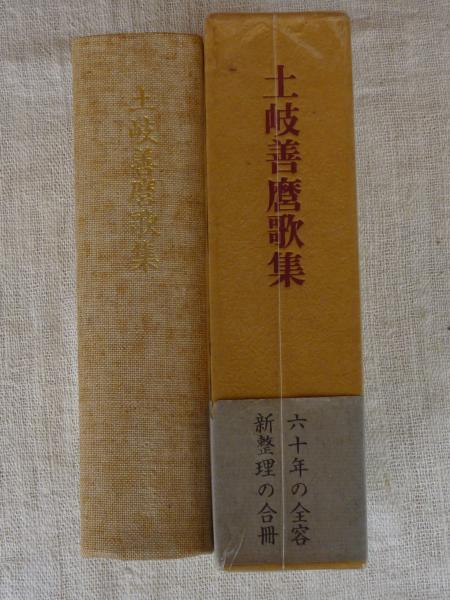 土岐善麿歌集
土岐善麿歌集
六十年の全容
新整理の合冊